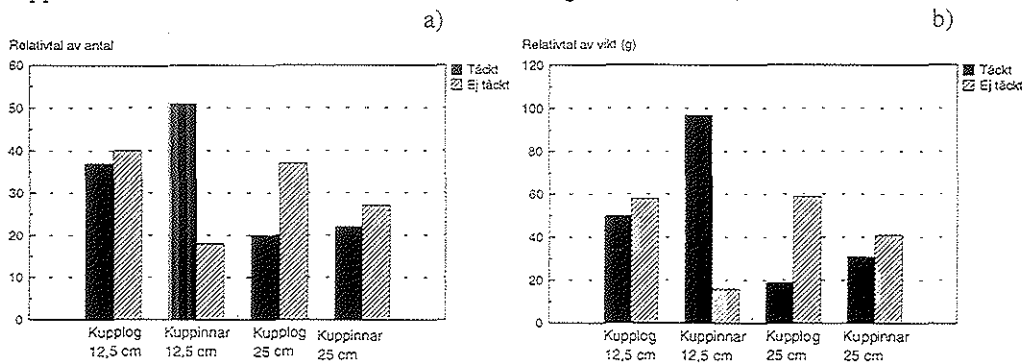 a)
Relativtal av antal
60
50
40
30
20
10
0
Täckt
Ej täckt
Kupplog
12,5 cm
Kuppinnar
12,5 cm
Kupplog
25 cm
Kuppinnar
25 cm
b)
Relativtal av vikt (g)
120
100
80
60
40
20
0
Täckt
Ej täckt
Kupplog
12,5 cm
Kuppinnar
12,5 cm
Kupplog
25 cm
Kuppinnar
25 cm